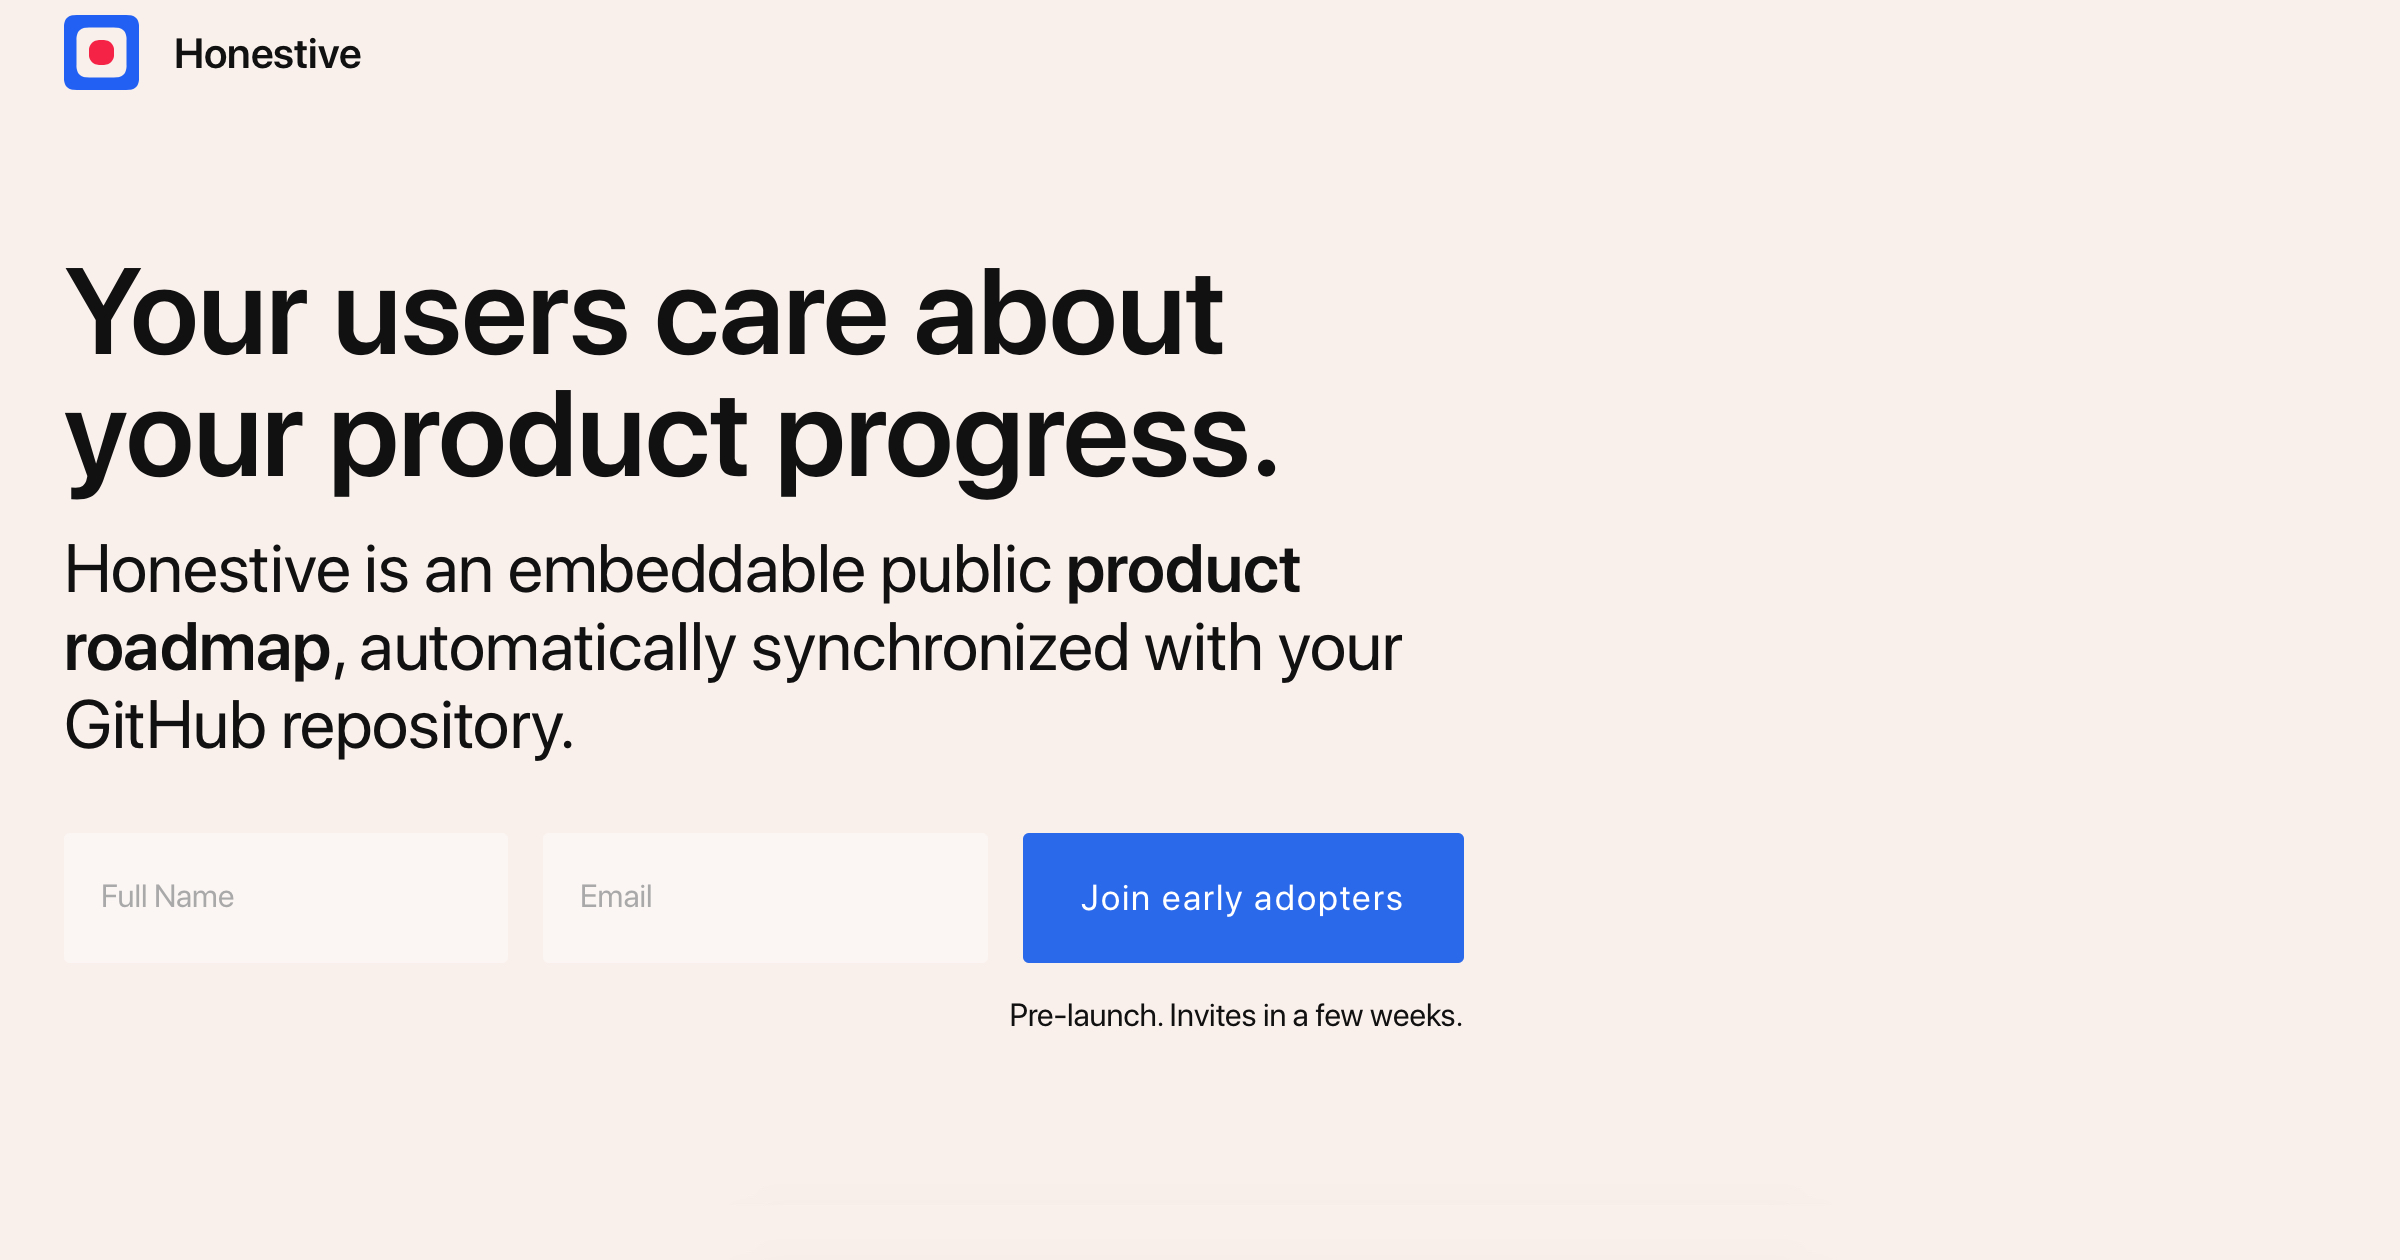 Honestive
Your users care about
your product progress.
Honestive is an embeddable public product
roadmap, automatically synchronized with your
GitHub repository.
Full Name
Email
Join early adopters
Pre-launch. Invites in a few weeks.